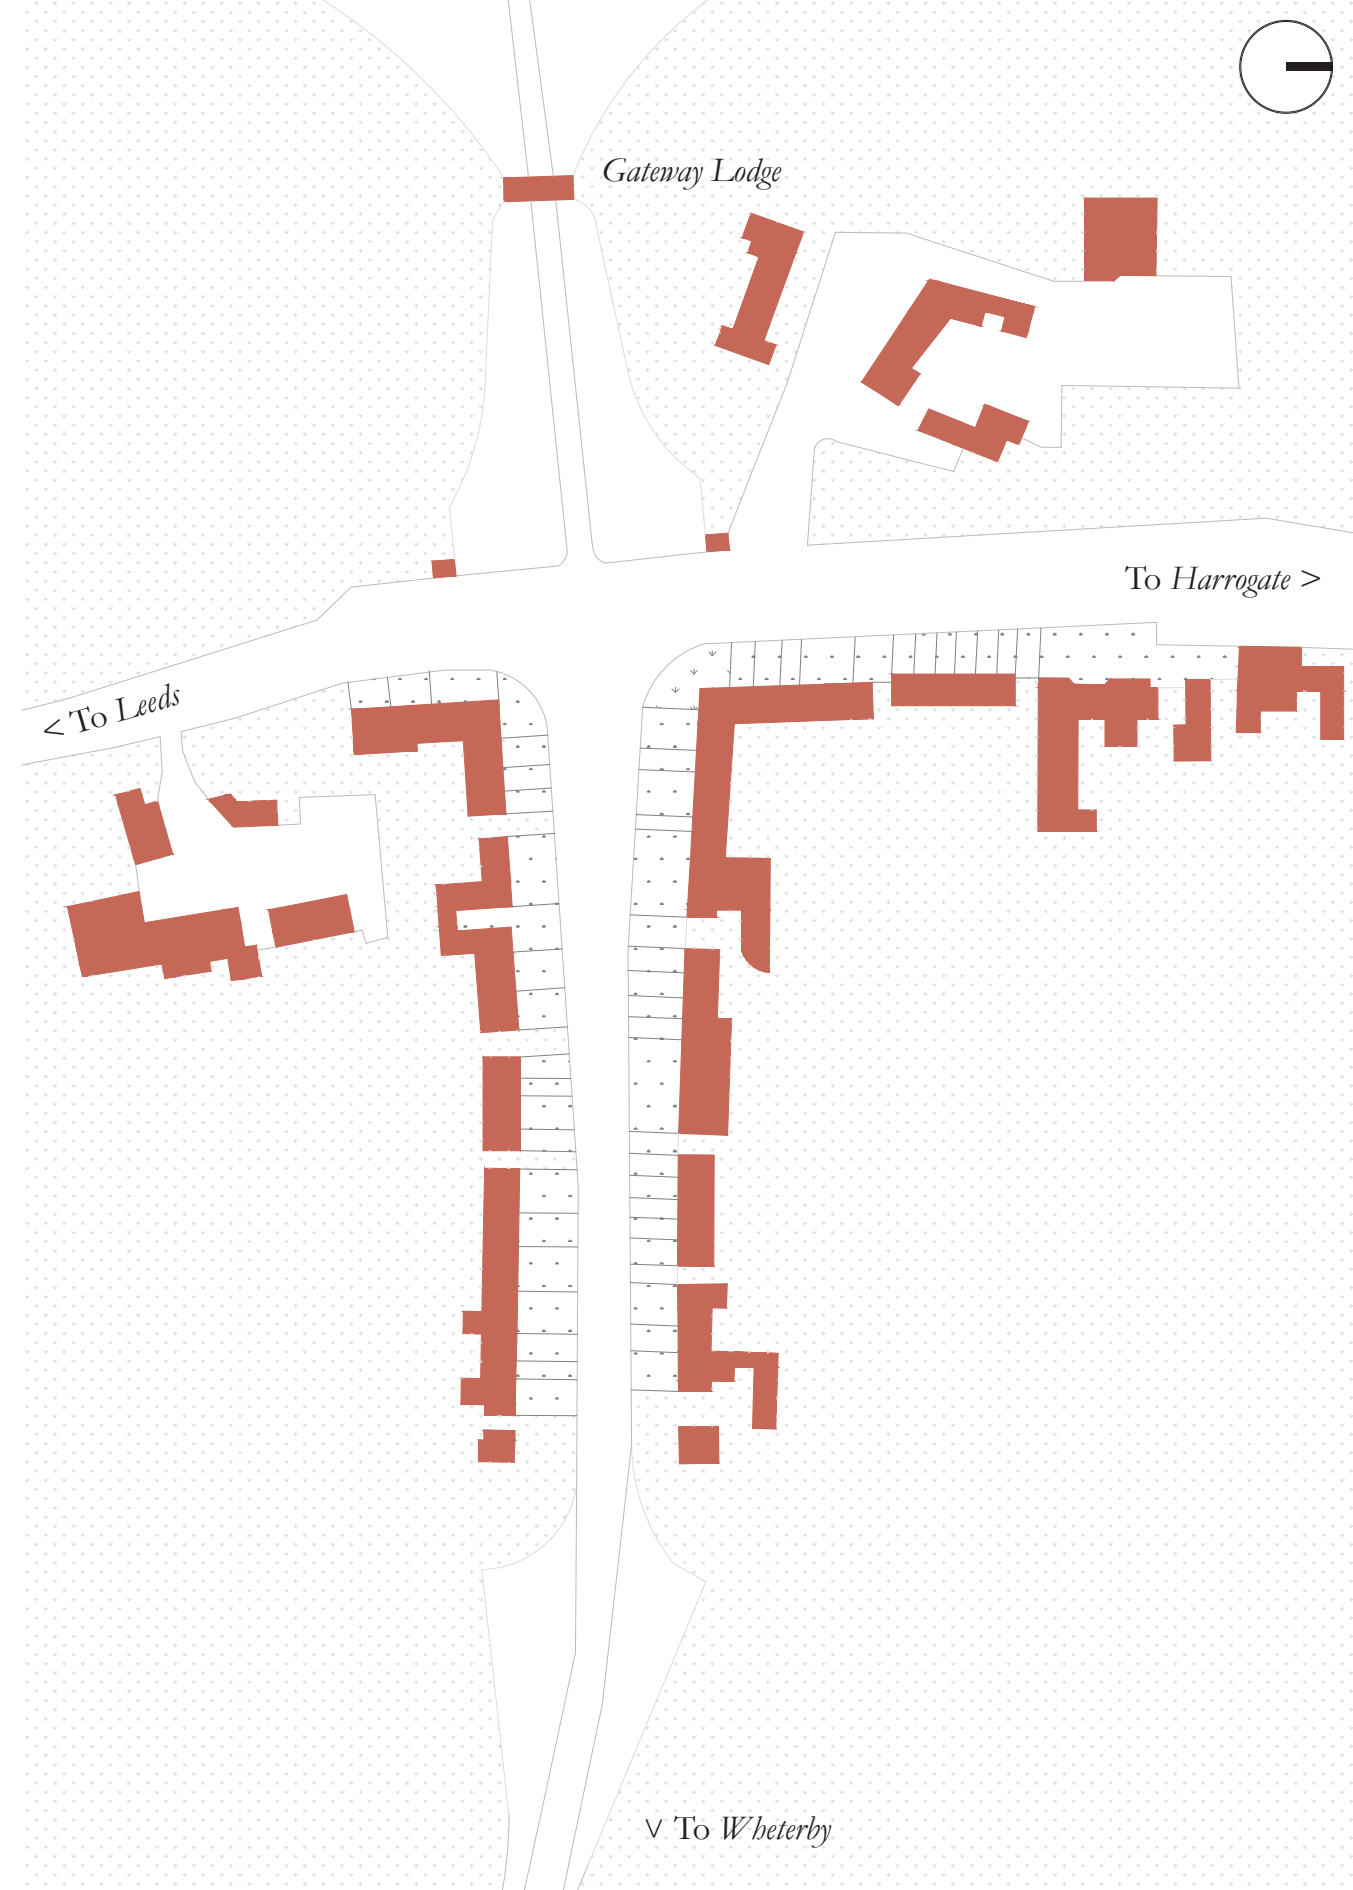 Gateway Lodge
To Harrogate >
< To Leeds
V To Wheterby